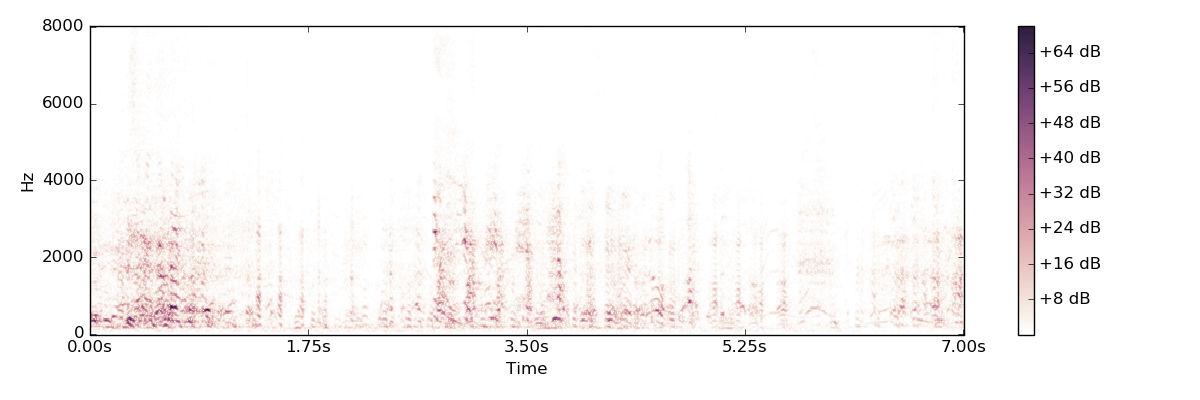 8000
6000
4000
2000
0
Hz
0.00s 1.75s 3.50s 5.25s 7.00s
Time
+64 dB
+56 dB
+48 dB
+40 dB
+32 dB
+24 dB
+16 dB
+8 dB